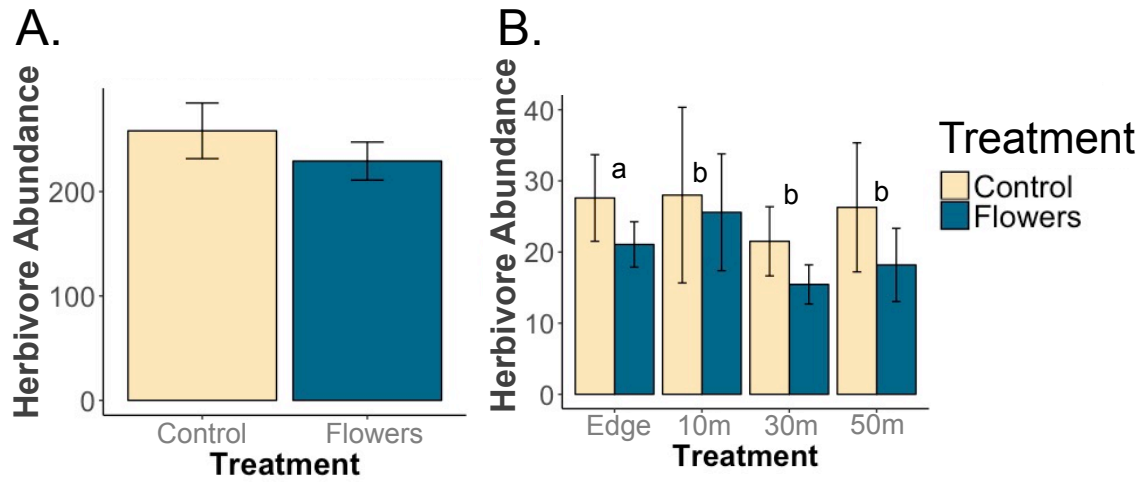 A.
Herbivore Abundance
200
100
0
Control Flowers
Treatment
B.
Herbivore Abundance
40
30
20
10
0
a b b b
Edge 10m 30m 50m
Treatment
Treatment
Control
Flowers